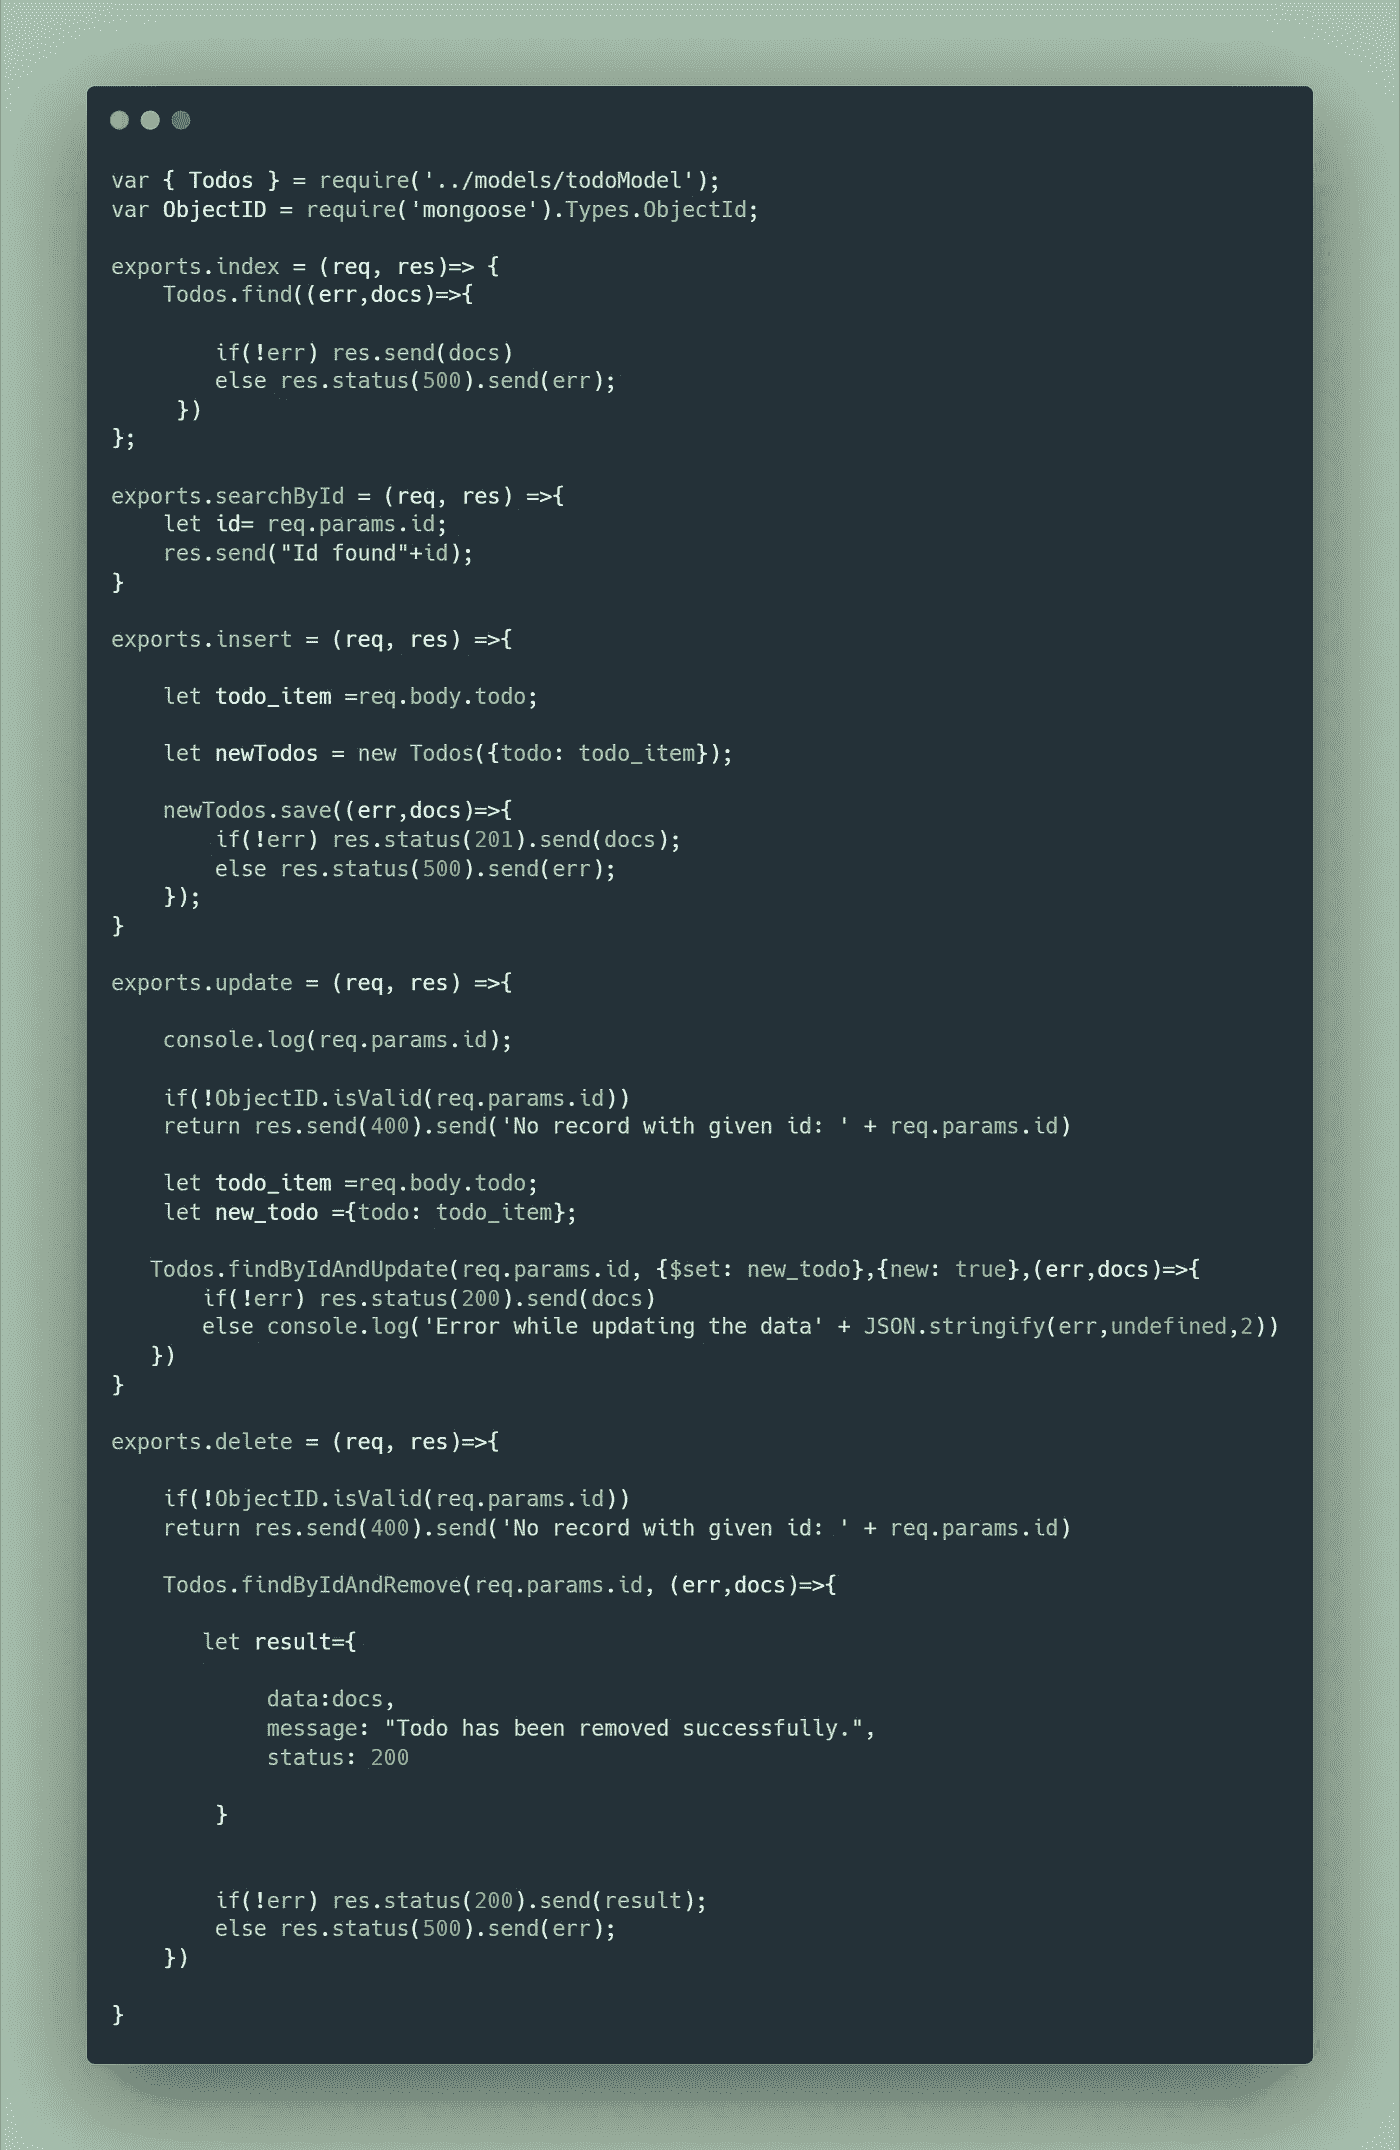 var { Todos } = require('../models/todoModel');
var ObjectID = require('mongoose').Types.ObjectId;
exports.index = (req, res)=> {
Todos.find((err,docs)=>{
if(!err) res.send(docs)
else res.status(500).send(err);
})
};
exports.searchById = (req, res) =>{
let id= req.params.id;
res.send("Id found"+id);
}
exports.insert = (req, res) =>{
let todo_item =req.body.todo;
let newTodos = new Todos({todo: todo_item});
newTodos.save((err,docs)=>{
if(!err) res.status(201).send(docs);
else res.status(500).send(err);
});
}
exports.update = (req, res) =>{
console.log(req.params.id);
if(!ObjectID.isValid(req.params.id))
return res.send(400).send('No record with given id: ' + req.params.id)
let todo_item =req.body.todo;
let new_todo ={todo: todo_item};
Todos.findByIdAndUpdate(req.params.id, {$set: new_todo},{new: true},(err,docs)=>{
if(!err) res.status(200).send(docs)
else console.log('Error while updating the data' + JSON.stringify(err,undefined,2))
})
}
exports.delete = (req, res)=>{
if(!ObjectID.isValid(req.params.id))
return res.send(400).send('No record with given id: ' + req.params.id)
Todos.findByIdAndRemove(req.params.id, (err,docs)=>{
let result={
data:docs,
message: "Todo has been removed successfully.",
status: 200
}
if(!err) res.status(200).send(result);
else res.status(500).send(err);
})
}